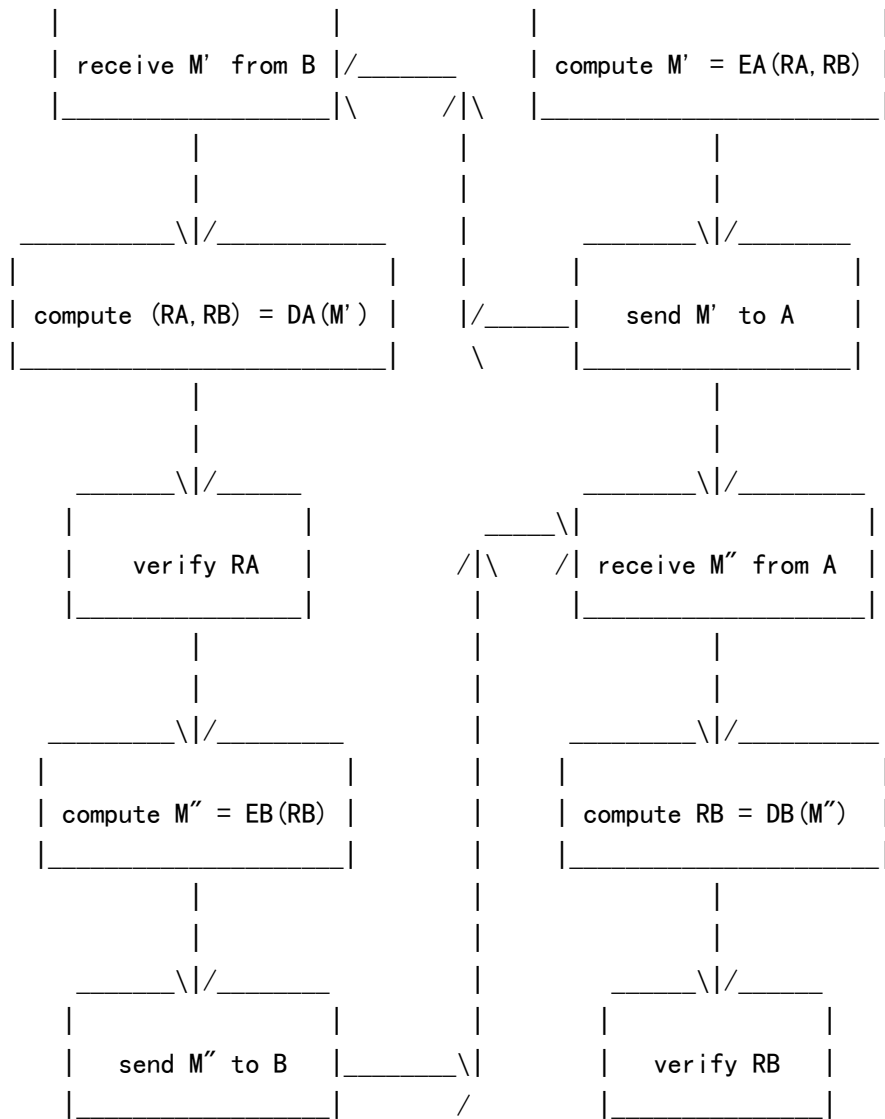 receive M' from B
compute M' = EA(RA,RB)
compute (RA,RB) = DA(M')
send M' to A
verify RA
receive M" from A
compute M" = EB(RB)
compute RB = DB(M")
send M" to B
verify RB